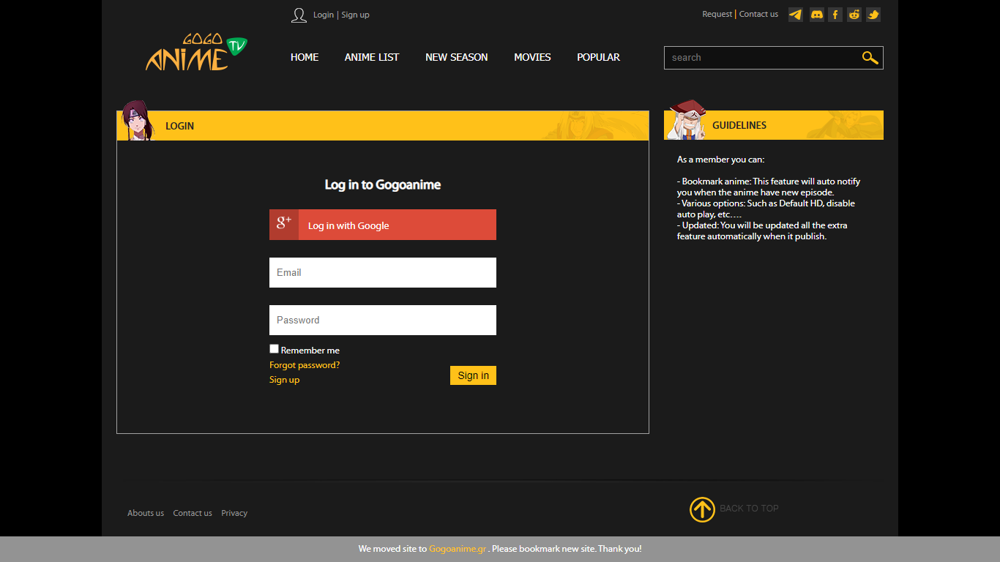 Login | Sign up
Request | Contact us
GOGO
ANIME TV
HOME ANIME LIST NEW SEASON MOVIES POPULAR
search
LOGIN
Log in to Gogoanime
g+ Log in with Google
Email
Password
Remember me
Forgot password?
Sign up
Sign in
GUIDELINES
As a member you can:
- Bookmark anime: This feature will auto notify
you when the anime have new episode.
- Various options: Such as Default HD, disable
auto play, etc….
- Updated: You will be updated all the extra
feature automatically when it publish.
Abouts us Contact us Privacy
BACK TO TOP
We moved site to Gogoanime.gr . Please bookmark new site. Thank you!